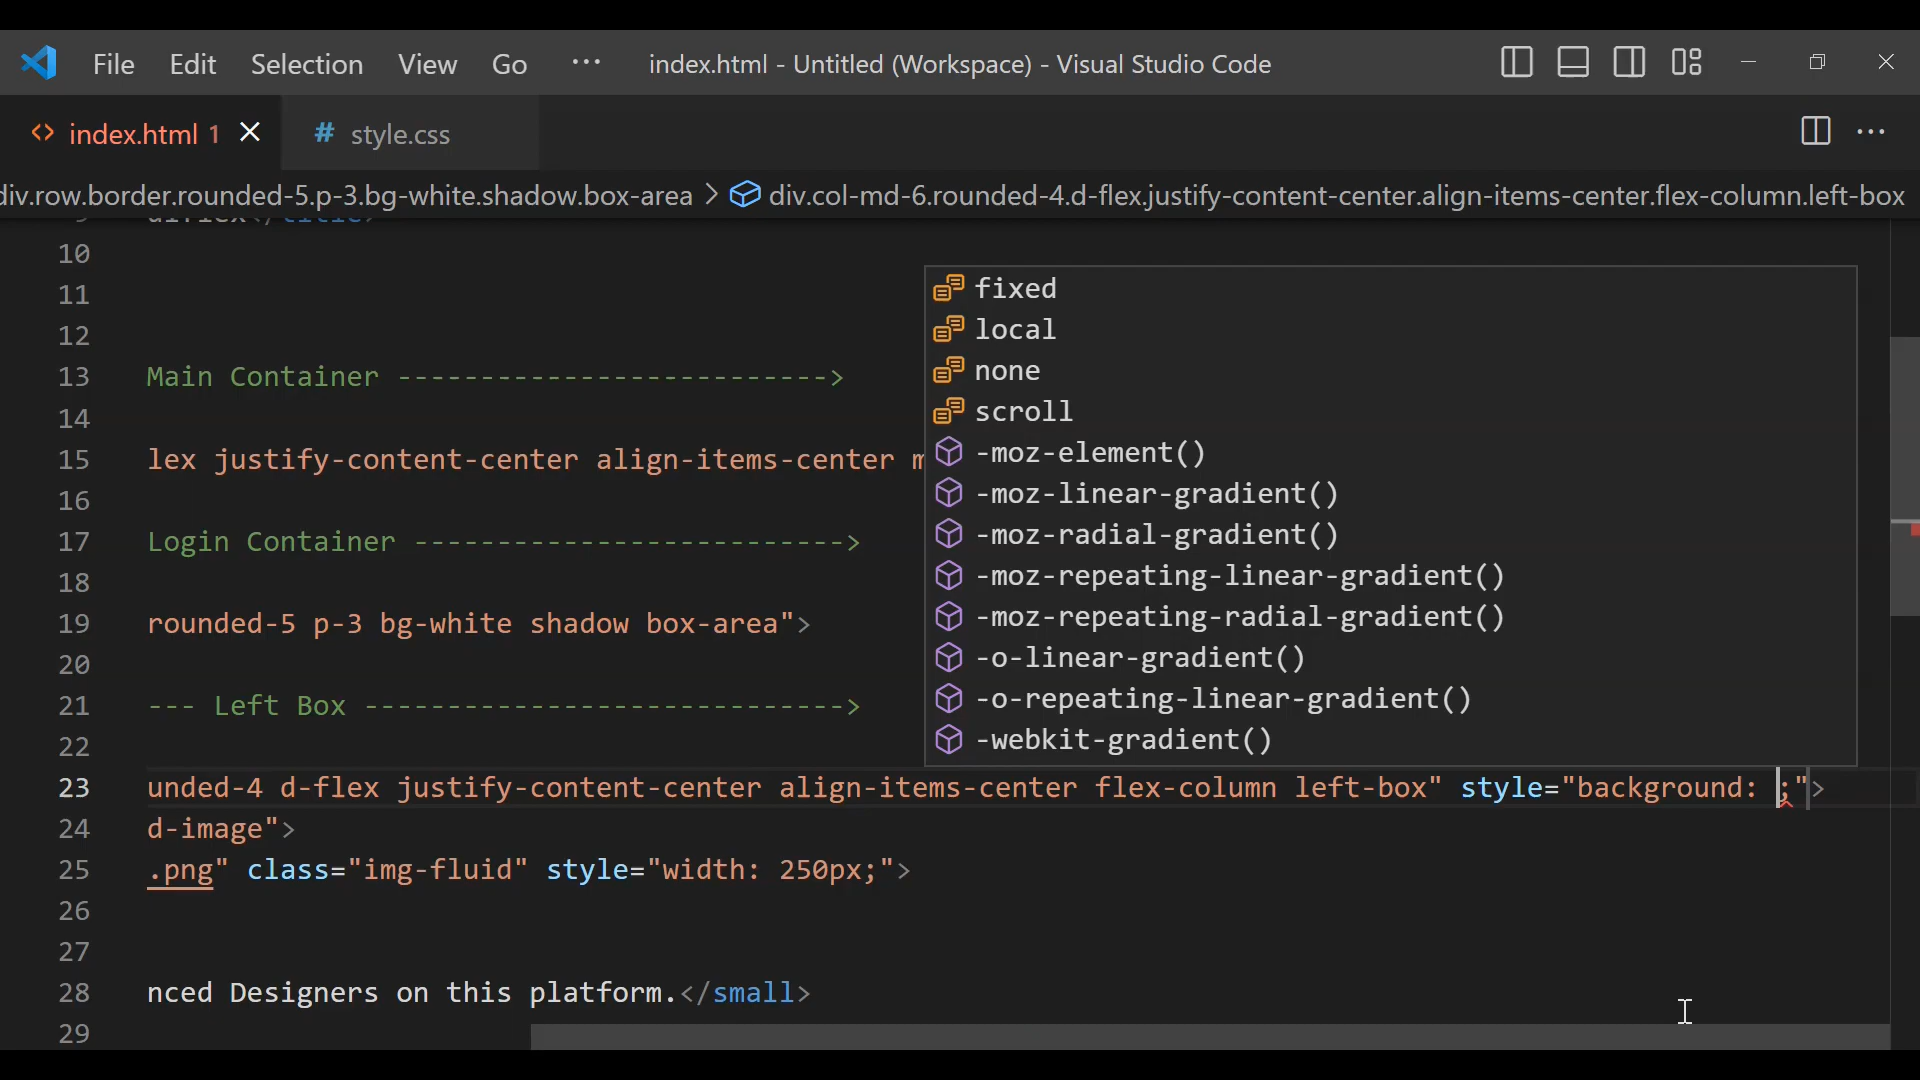 File Edit Selection View Go ··· index.html - Untitled (Workspace) - Visual Studio Code
index.html 1 # style.css
div.row.border.rounded-5.p-3.bg-white.shadow.box-area > div.col-md-6.rounded-4.d-flex.justify-content-center.align-items-center.flex-column.left-box
10
11
12
13 Main Container -------------------------->
14
15 lex justify-content-center align-items-center m
16
17 Login Container -------------------------->
18
19 rounded-5 p-3 bg-white shadow box-area">
20
21 --- Left Box ----------------------------->
22
23 unded-4 d-flex justify-content-center align-items-center flex-column left-box" style="background: ;">
24 d-image">
25 .png" class="img-fluid" style="width: 250px;">
26
27
28 nced Designers on this platform.</small>
29
fixed
local
none
scroll
-moz-element()
-moz-linear-gradient()
-moz-radial-gradient()
-moz-repeating-linear-gradient()
-moz-repeating-radial-gradient()
-o-linear-gradient()
-o-repeating-linear-gradient()
-webkit-gradient()